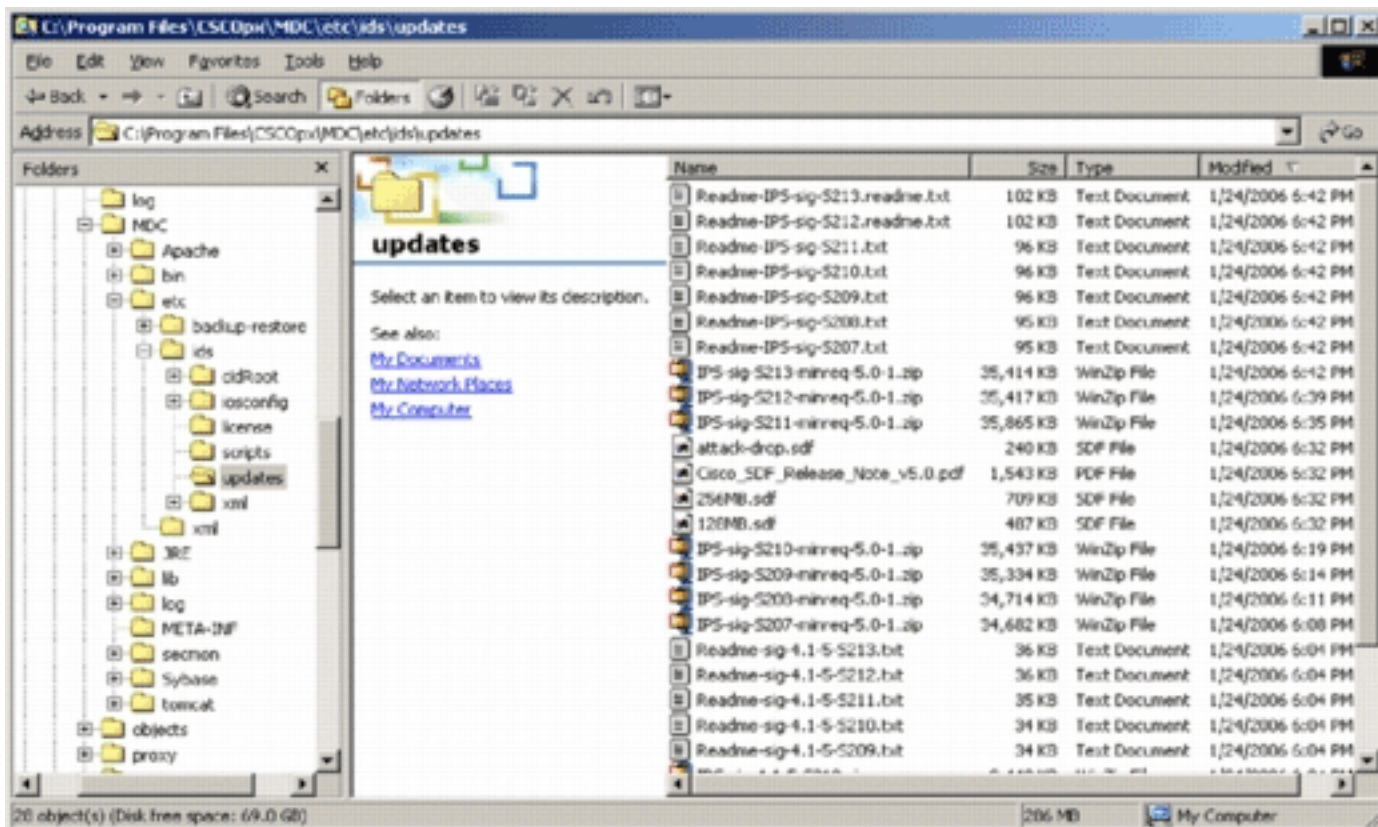 C:\Program Files\CSCOpx\MDC\etc\ids\updates
File Edit View Favorites Tools Help
Back Search Folders
Address C:\Program Files\CSCOpx\MDC\etc\ids\updates Go
Folders
log
MDC
Apache
bin
etc
backup-restore
ids
cidRoot
iosconfig
license
scripts
updates
xml
xml
JRE
lib
log
META-INF
secmon
Sybase
tomcat
objects
proxy
updates
Select an item to view its description.
See also:
My Documents
My Network Places
My Computer
Name Size Type Modified
Readme-IPS-sig-S213.readme.txt 102 KB Text Document 1/24/2006 6:42 PM
Readme-IPS-sig-S212.readme.txt 102 KB Text Document 1/24/2006 6:42 PM
Readme-IPS-sig-S211.txt 96 KB Text Document 1/24/2006 6:42 PM
Readme-IPS-sig-S210.txt 96 KB Text Document 1/24/2006 6:42 PM
Readme-IPS-sig-S209.txt 96 KB Text Document 1/24/2006 6:42 PM
Readme-IPS-sig-S208.txt 95 KB Text Document 1/24/2006 6:42 PM
Readme-IPS-sig-S207.txt 95 KB Text Document 1/24/2006 6:42 PM
IPS-sig-S213-minreq-5.0-1.zip 35,414 KB WinZip File 1/24/2006 6:42 PM
IPS-sig-S212-minreq-5.0-1.zip 35,417 KB WinZip File 1/24/2006 6:39 PM
IPS-sig-S211-minreq-5.0-1.zip 35,865 KB WinZip File 1/24/2006 6:35 PM
attack-drop.sdf 240 KB SDF File 1/24/2006 6:32 PM
Cisco_SDF_Release_Note_v5.0.pdf 1,543 KB PDF File 1/24/2006 6:32 PM
256MB.sdf 709 KB SDF File 1/24/2006 6:32 PM
128MB.sdf 487 KB SDF File 1/24/2006 6:32 PM
IPS-sig-S210-minreq-5.0-1.zip 35,437 KB WinZip File 1/24/2006 6:19 PM
IPS-sig-S209-minreq-5.0-1.zip 35,334 KB WinZip File 1/24/2006 6:14 PM
IPS-sig-S208-minreq-5.0-1.zip 34,714 KB WinZip File 1/24/2006 6:11 PM
IPS-sig-S207-minreq-5.0-1.zip 34,682 KB WinZip File 1/24/2006 6:08 PM
Readme-sig-4.1-5-S213.txt 36 KB Text Document 1/24/2006 6:04 PM
Readme-sig-4.1-5-S212.txt 36 KB Text Document 1/24/2006 6:04 PM
Readme-sig-4.1-5-S211.txt 35 KB Text Document 1/24/2006 6:04 PM
Readme-sig-4.1-5-S210.txt 34 KB Text Document 1/24/2006 6:04 PM
Readme-sig-4.1-5-S209.txt 34 KB Text Document 1/24/2006 6:04 PM
28 object(s) (Disk free space: 69.0 GB) 286 MB My Computer